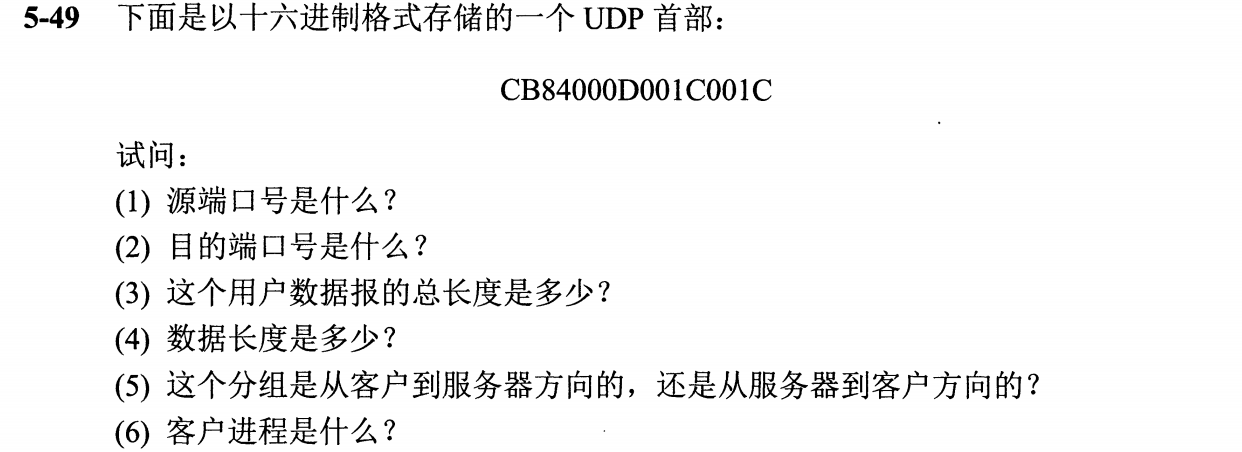 5-49 下面是以十六进制格式存储的一个 UDP 首部：
CB84000D001C001C
试问：
(1) 源端口号是什么？
(2) 目的端口号是什么？
(3) 这个用户数据报的总长度是多少？
(4) 数据长度是多少？
(5) 这个分组是从客户到服务器方向的，还是从服务器到客户方向的？
(6) 客户进程是什么？